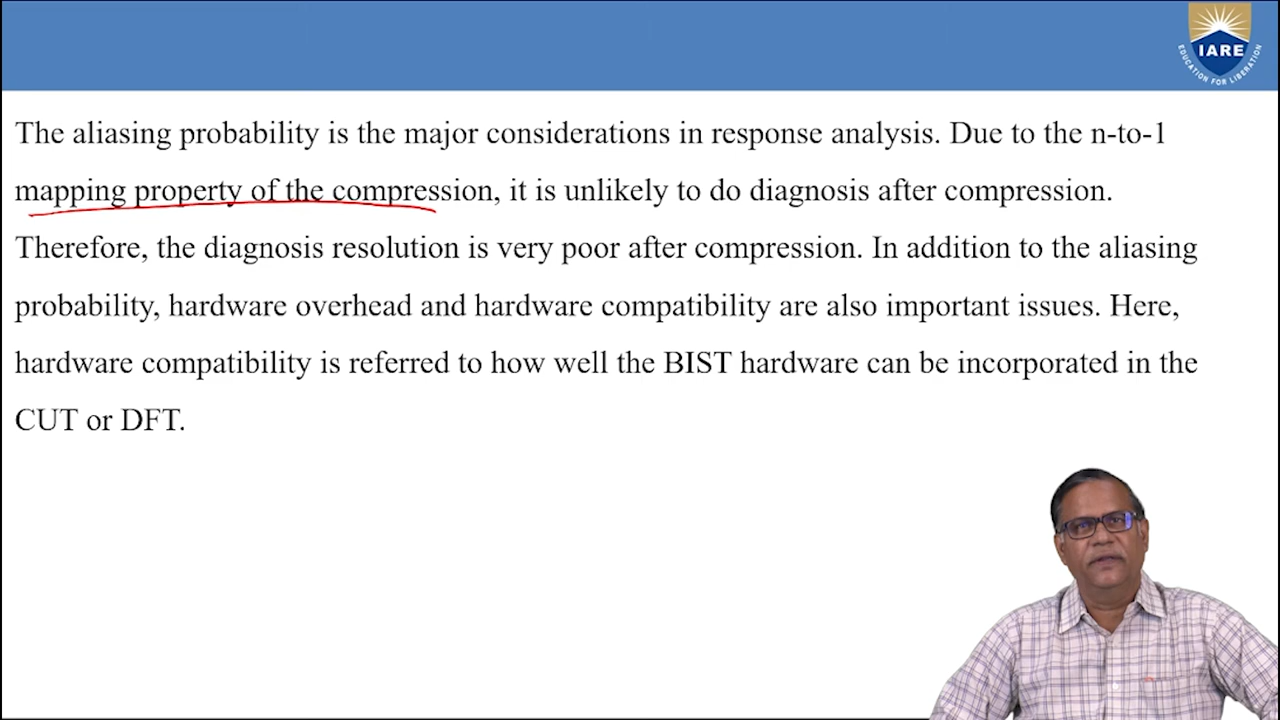 IARE
EDUCATION FOR LIBERATION
The aliasing probability is the major considerations in response analysis. Due to the n-to-1
mapping property of the compression, it is unlikely to do diagnosis after compression.
Therefore, the diagnosis resolution is very poor after compression. In addition to the aliasing
probability, hardware overhead and hardware compatibility are also important issues. Here,
hardware compatibility is referred to how well the BIST hardware can be incorporated in the
CUT or DFT.